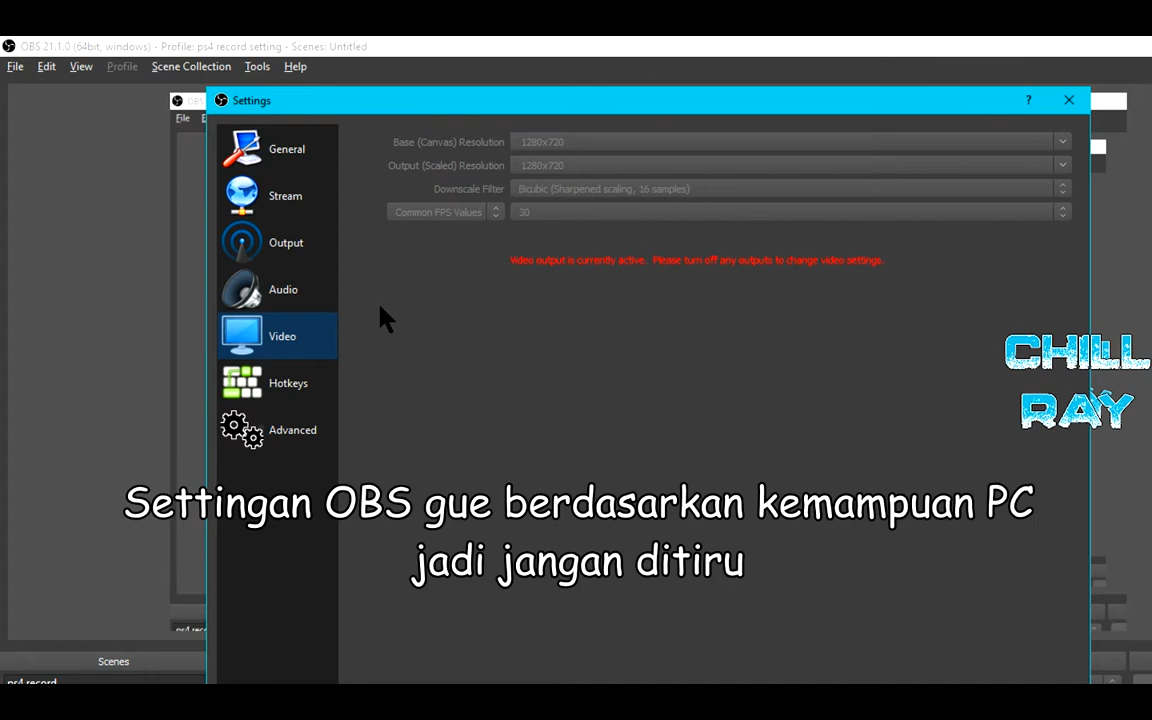 OBS 21.1.0 (64bit, windows) - Profile: ps4 record setting - Scenes: Untitled
File Edit View Profile Scene Collection Tools Help
Settings ?
File
General
Stream
Output
Audio
Video
Hotkeys
Advanced
Base (Canvas) Resolution 1280x720
Output (Scaled) Resolution 1280x720
Downscale Filter Bicubic (Sharpened scaling, 16 samples)
Common FPS Values 30
Video output is currently active. Please turn off any outputs to change video settings.
CHILL
RAY
Settingan OBS gue berdasarkan kemampuan PC
jadi jangan ditiru
Scenes
ps4 record